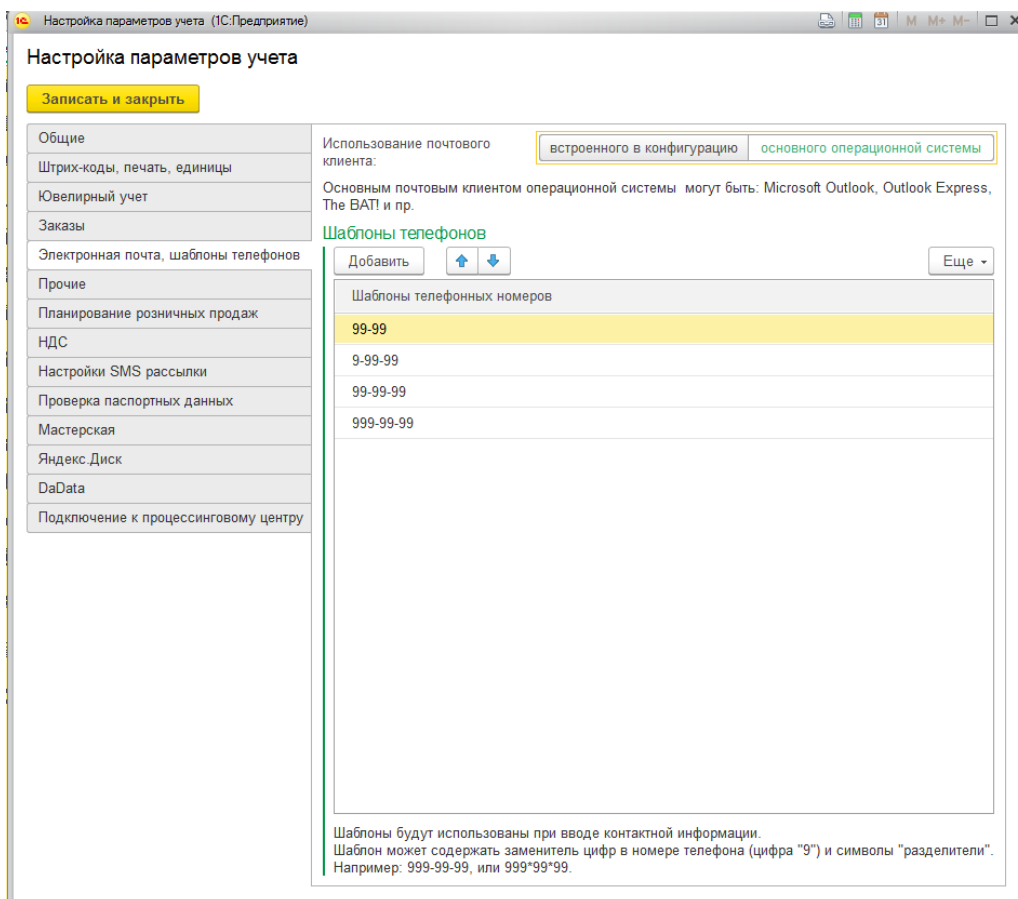 Настройка параметров учета (1С:Предприятие)
M M+ M-
Настройка параметров учета
Записать и закрыть
Общие
Штрих-коды, печать, единицы
Ювелирный учет
Заказы
Электронная почта, шаблоны телефонов
Прочие
Планирование розничных продаж
НДС
Настройки SMS рассылки
Проверка паспортных данных
Мастерская
Яндекс.Диск
DaData
Подключение к процессинговому центру
Использование почтового
клиента:
встроенного в конфигурацию
основного операционной системы
Основным почтовым клиентом операционной системы могут быть: Microsoft Outlook, Outlook Express,
The BAT! и пр.
Шаблоны телефонов
Добавить
Еще
Шаблоны телефонных номеров
99-99
9-99-99
99-99-99
999-99-99
Шаблоны будут использованы при вводе контактной информации.
Шаблон может содержать заменитель цифр в номере телефона (цифра "9") и символы "разделители".
Например: 999-99-99, или 999*99*99.